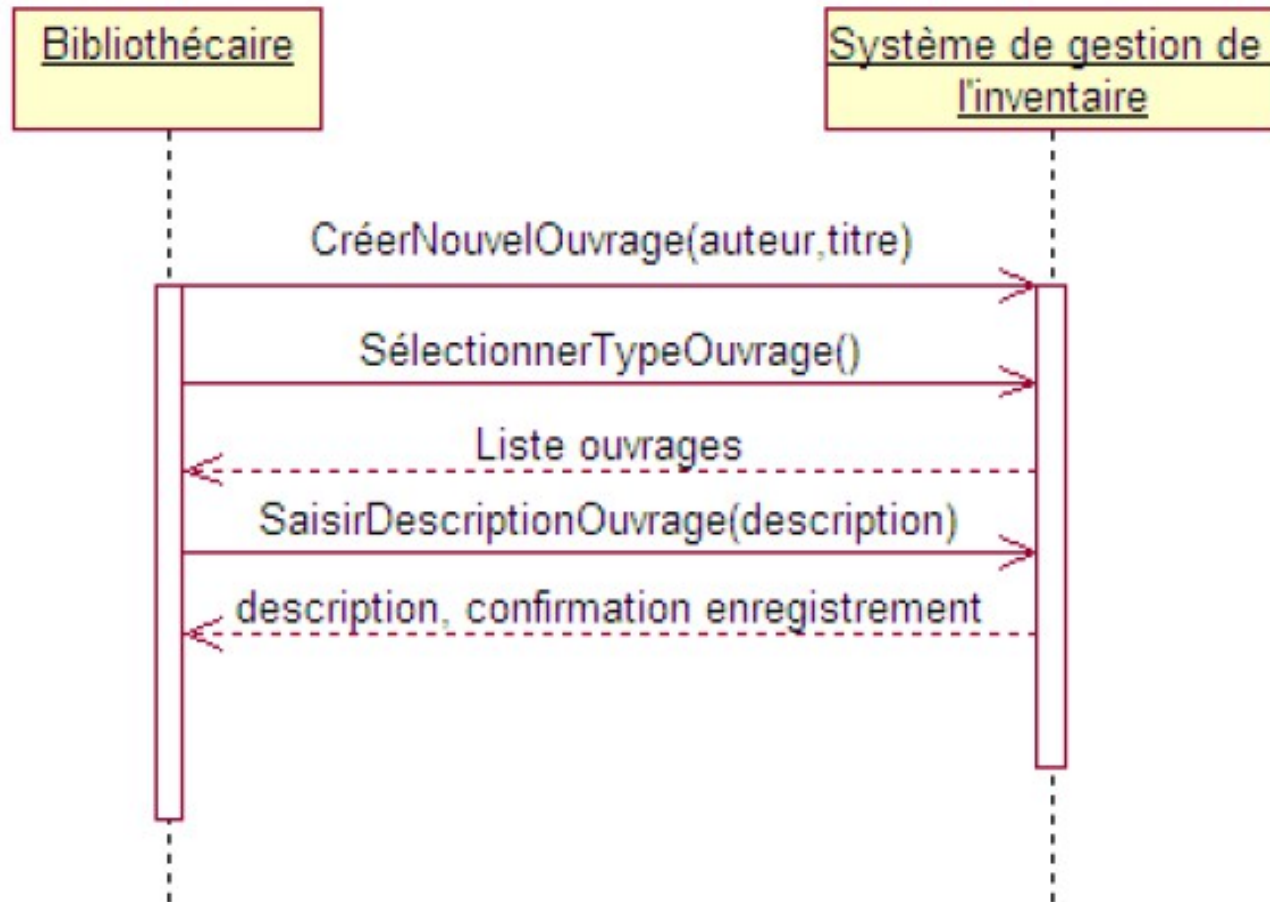 Bibliothécaire
Système de gestion de
l'inventaire
CréerNouvelOuvrage(auteur,titre)
SélectionnerTypeOuvrage()
Liste ouvrages
SaisirDescriptionOuvrage(description)
description, confirmation enregistrement